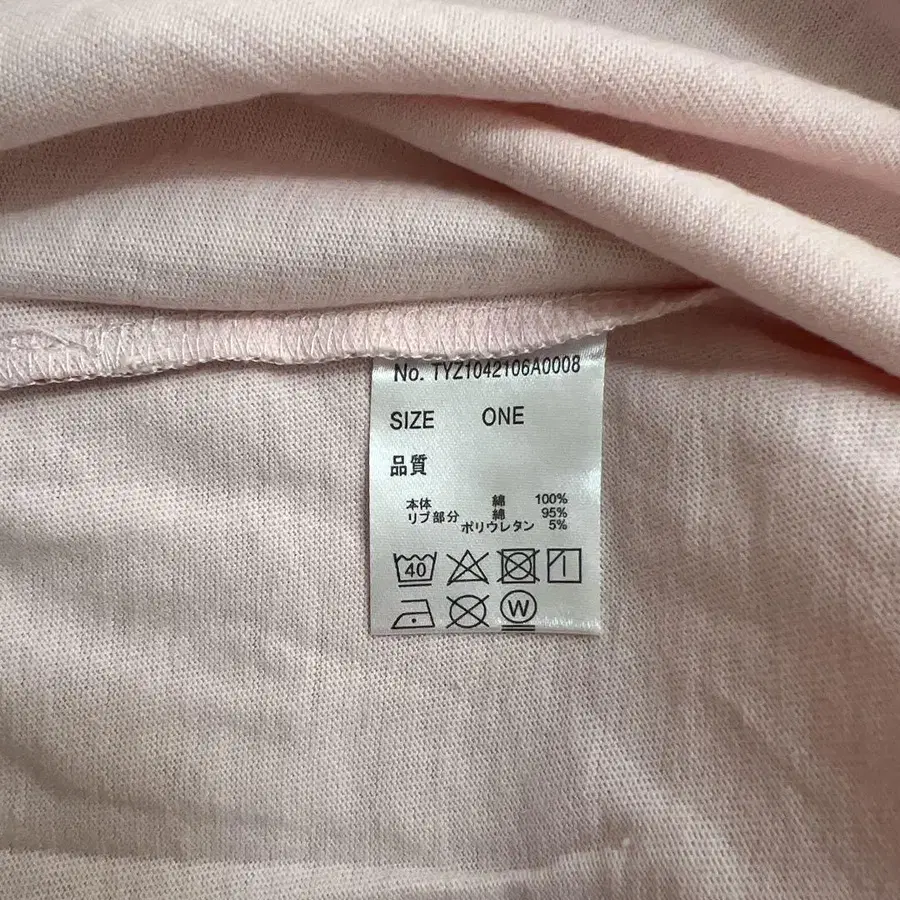 No. TYZ1042106A0008
SIZE ONE
品質
本体 綿 100%
リブ部分 綿 95%
ポリウレタン 5%
40
W